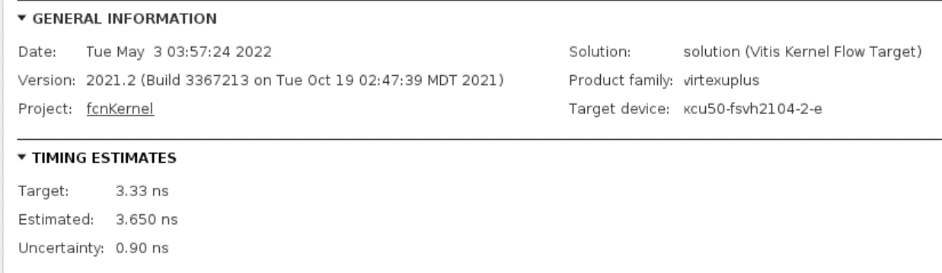 GENERAL INFORMATION
Date: Tue May 3 03:57:24 2022
Solution: solution (Vitis Kernel Flow Target)
Version: 2021.2 (Build 3367213 on Tue Oct 19 02:47:39 MDT 2021)
Product family: virtexuplus
Project: fcnKernel
Target device: xcu50-fsvh2104-2-e
TIMING ESTIMATES
Target: 3.33 ns
Estimated: 3.650 ns
Uncertainty: 0.90 ns